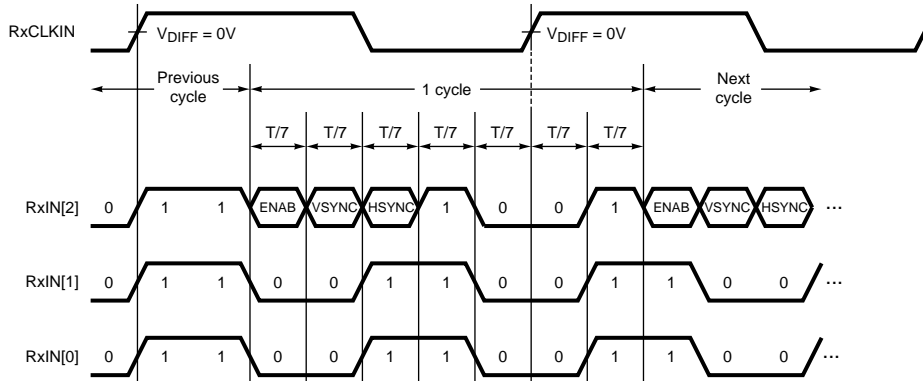 RxCLKIN
VDIFF = 0V VDIFF = 0V
Previous cycle 1 cycle Next cycle
T/7 T/7 T/7 T/7 T/7 T/7 T/7
RxIN[2] 0 1 1 ENAB VSYNC HSYNC 1 0 0 1 ENAB VSYNC HSYNC ...
RxIN[1] 0 1 1 0 0 1 1 0 0 1 1 0 0 ...
RxIN[0] 0 1 1 0 0 1 1 0 0 1 1 0 0 ...